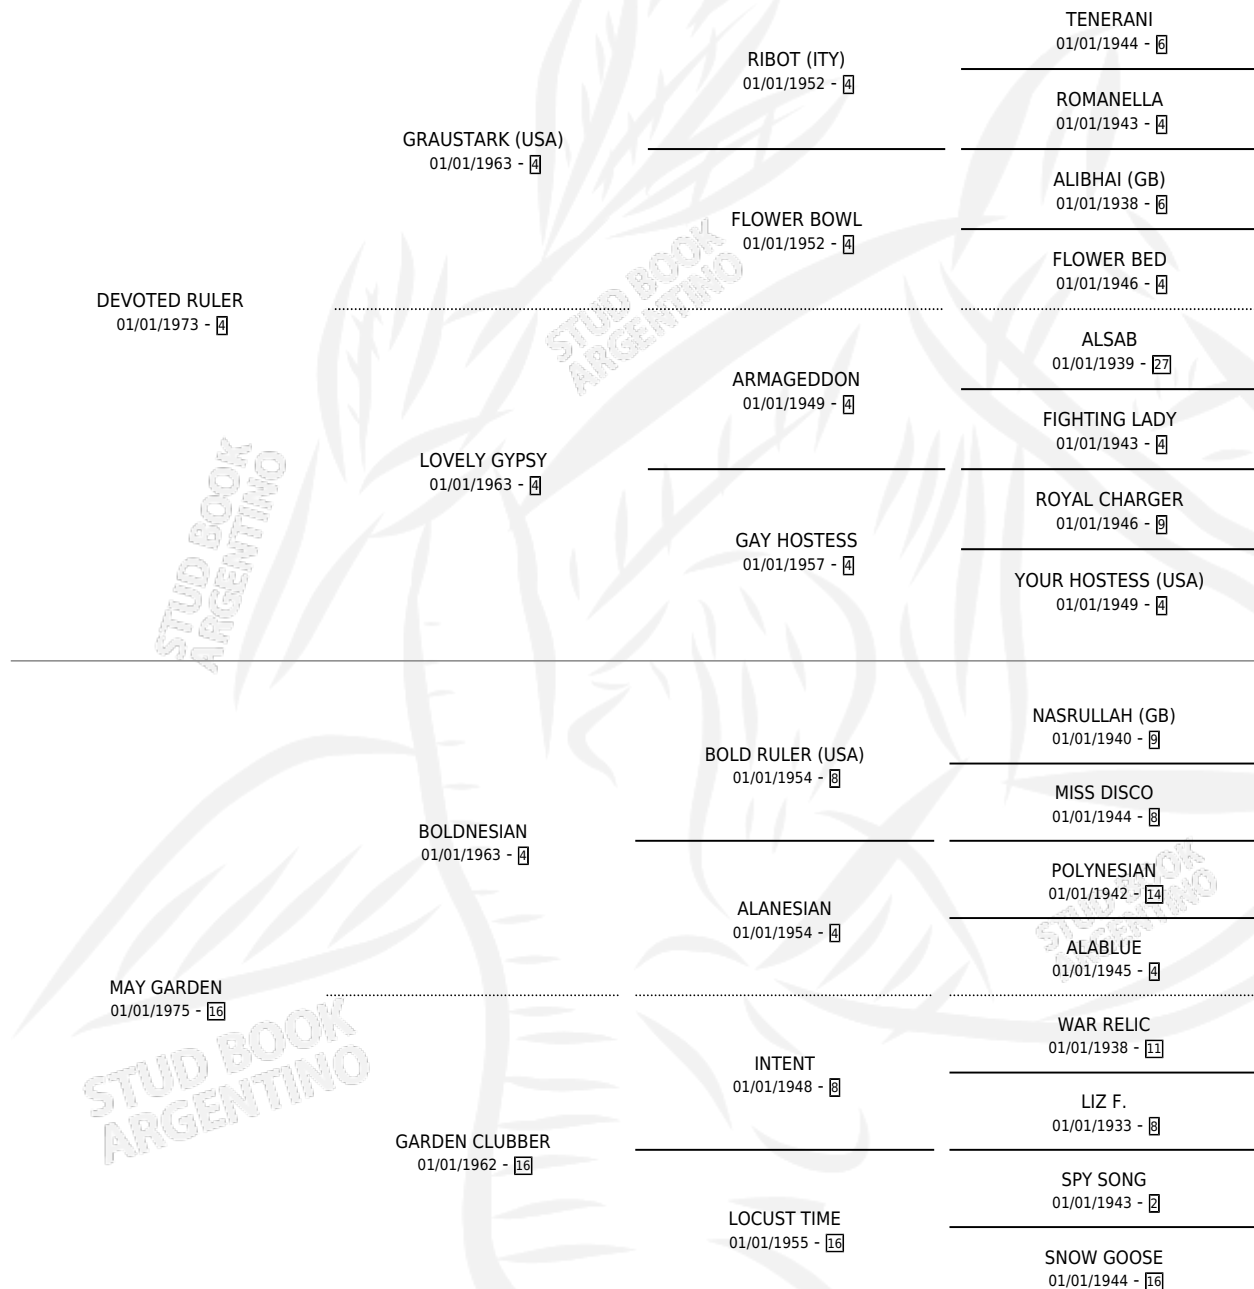 TENERANI
01/01/1944 - 6
RIBOT (ITY)
01/01/1952 - 4
ROMANELLA
01/01/1943 - 4
GRAUSTARK (USA)
01/01/1963 - 4
ALIBHAI (GB)
01/01/1938 - 6
FLOWER BOWL
01/01/1952 - 4
FLOWER BED
01/01/1946 - 4
DEVOTED RULER
01/01/1973 - 4
STUD BOOK
ARGENTINO
ALSAB
01/01/1939 - 27
ARMAGEDDON
01/01/1949 - 4
FIGHTING LADY
01/01/1943 - 4
LOVELY GYPSY
01/01/1963 - 4
ROYAL CHARGER
01/01/1946 - 9
GAY HOSTESS
01/01/1957 - 4
YOUR HOSTESS (USA)
01/01/1949 - 4
STUD BOOK
ARGENTINO
NASRULLAH (GB)
01/01/1940 - 9
BOLD RULER (USA)
01/01/1954 - 8
MISS DISCO
01/01/1944 - 8
BOLDNESIAN
01/01/1963 - 4
POLYNESIAN
01/01/1942 - 14
ALANESIAN
01/01/1954 - 4
STUD BOOK
ARGENTINO
ALABLUE
01/01/1945 - 4
MAY GARDEN
01/01/1975 - 16
WAR RELIC
01/01/1938 - 11
INTENT
01/01/1948 - 8
LIZ F.
01/01/1933 - 8
STUD BOOK
ARGENTINO
GARDEN CLUBBER
01/01/1962 - 16
SPY SONG
01/01/1943 - 2
LOCUST TIME
01/01/1955 - 16
SNOW GOOSE
01/01/1944 - 16